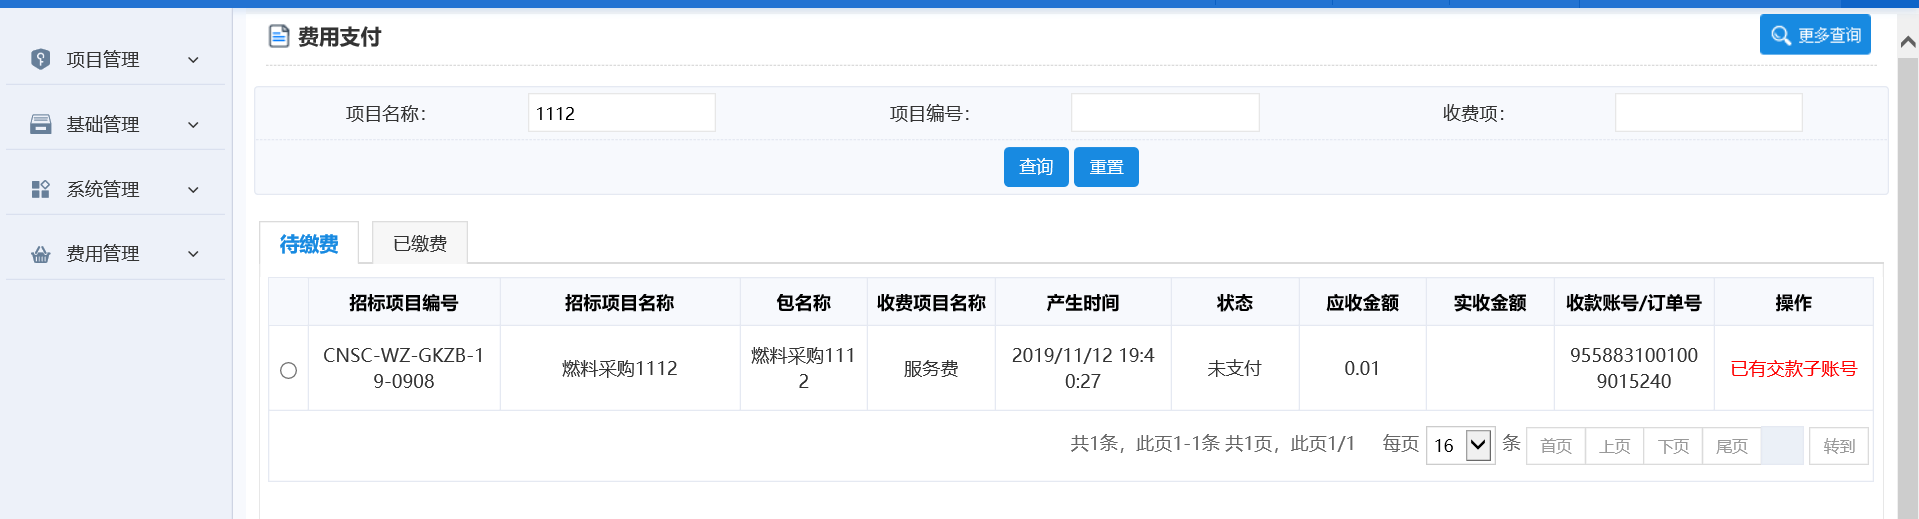 项目管理
基础管理
系统管理
费用管理
费用支付
更多查询
项目名称：
1112
项目编号：
收费项：
查询
重置
待缴费
已缴费
招标项目编号
招标项目名称
包名称
收费项目名称
产生时间
状态
应收金额
实收金额
收款账号/订单号
操作
CNSC-WZ-GKZB-1
9-0908
燃料采购1112
燃料采购111
2
服务费
2019/11/12 19:4
0:27
未支付
0.01
955883100100
9015240
已有交款子账号
共1条，此页1-1条 共1页，此页1/1
每页 16 条
首页
上页
下页
尾页
转到